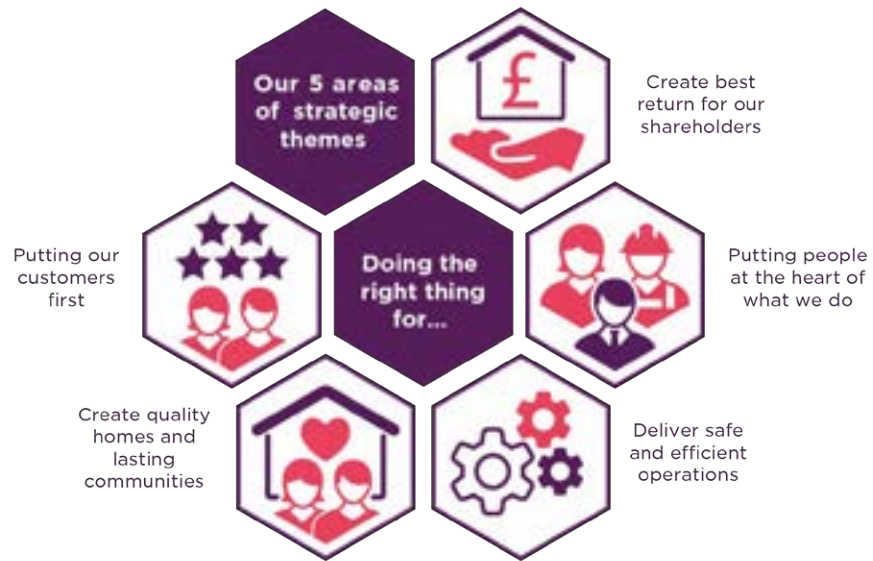 Our 5 areas
of strategic
themes
£
Create best
return for our
shareholders
Putting our
customers
first
Doing the
right thing
for...
Putting people
at the heart of
what we do
Create quality
homes and
lasting
communities
Deliver safe
and efficient
operations